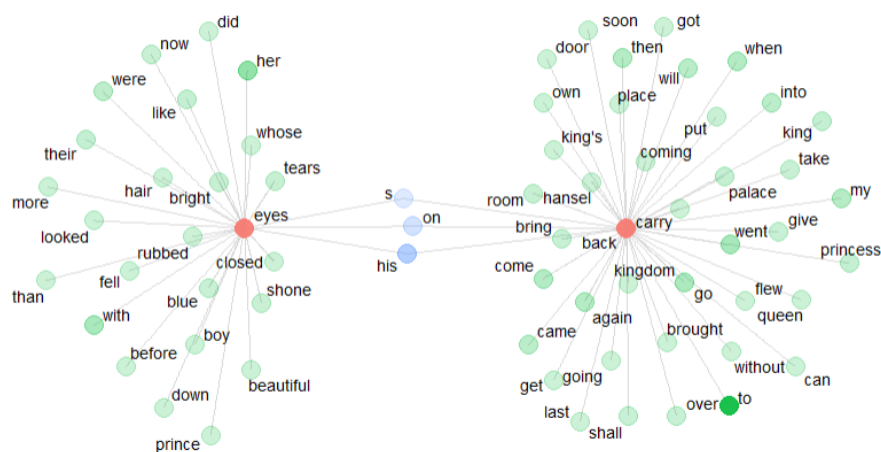 did
soon
got
now
door
then
when
her
were
will
like
own
place
into
whose
put
king
king's
their
coming
tears
take
hair
bright
s
room
hansel
palace
more
my
eyes
on
carry
looked
bring
went
give
rubbed
closed
back
princess
his
than
fell
come
kingdom
shone
go
flew
blue
with
again
queen
boy
came
brought
before
without
beautiful
get
going
can
down
last
over
to
shall
prince